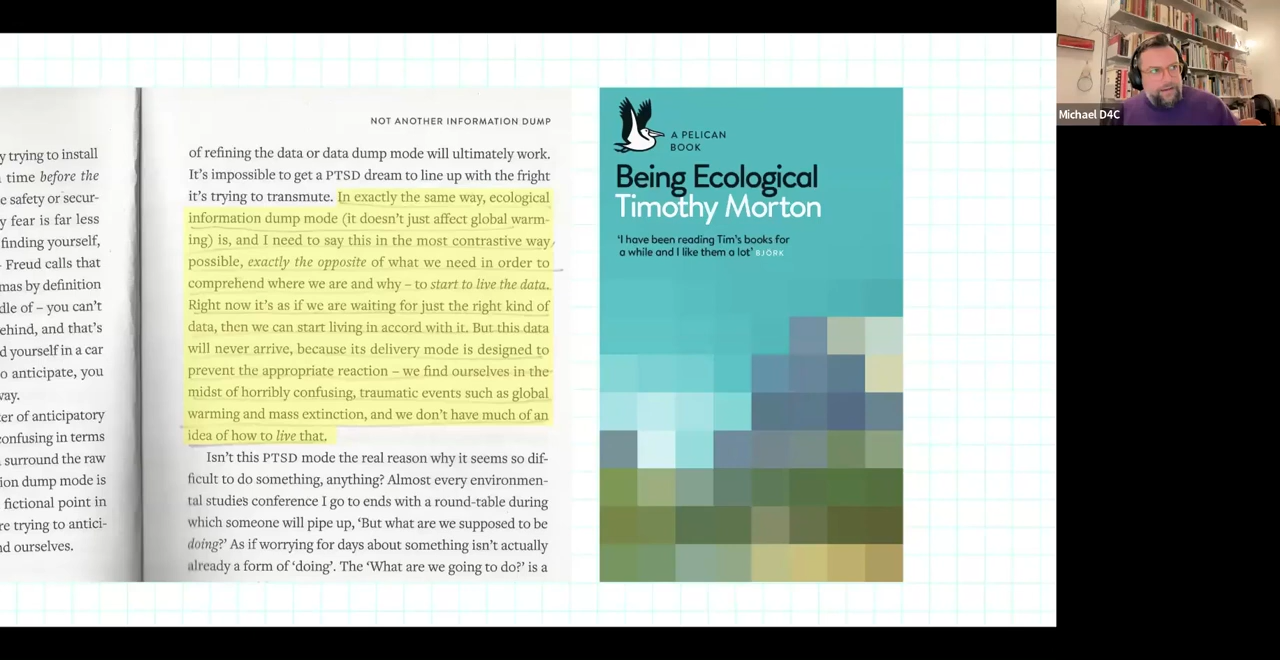 y trying to install
time before the
e safety or secur-
y fear is far less
finding yourself,
Freud calls that
mas by definition
dle of – you can't
ehind, and that's
d yourself in a car
o anticipate, you
way.
er of anticipatory
confusing in terms
surround the raw
ion dump mode is
fictional point in
re trying to antici-
nd ourselves.
NOT ANOTHER INFORMATION DUMP
of refining the data or data dump mode will ultimately work.
It's impossible to get a PTSD dream to line up with the fright
it's trying to transmute. In exactly the same way, ecological
information dump mode (it doesn't just affect global warm-
ing) is, and I need to say this in the most contrastive way
possible, exactly the opposite of what we need in order to
comprehend where we are and why – to start to live the data.
Right now it's as if we are waiting for just the right kind of
data, then we can start living in accord with it. But this data
will never arrive, because its delivery mode is designed to
prevent the appropriate reaction – we find ourselves in the
midst of horribly confusing, traumatic events such as global
warming and mass extinction, and we don't have much of an
idea of how to live that.
Isn't this PTSD mode the real reason why it seems so dif-
ficult to do something, anything? Almost every environmen-
tal studies conference I go to ends with a round-table during
which someone will pipe up, 'But what are we supposed to be
doing?' As if worrying for days about something isn't actually
already a form of 'doing'. The 'What are we going to do?' is a
A PELICAN
BOOK
Being Ecological
Timothy Morton
'I have been reading Tim's books for
a while and I like them a lot' BJÖRK
Michael D4C